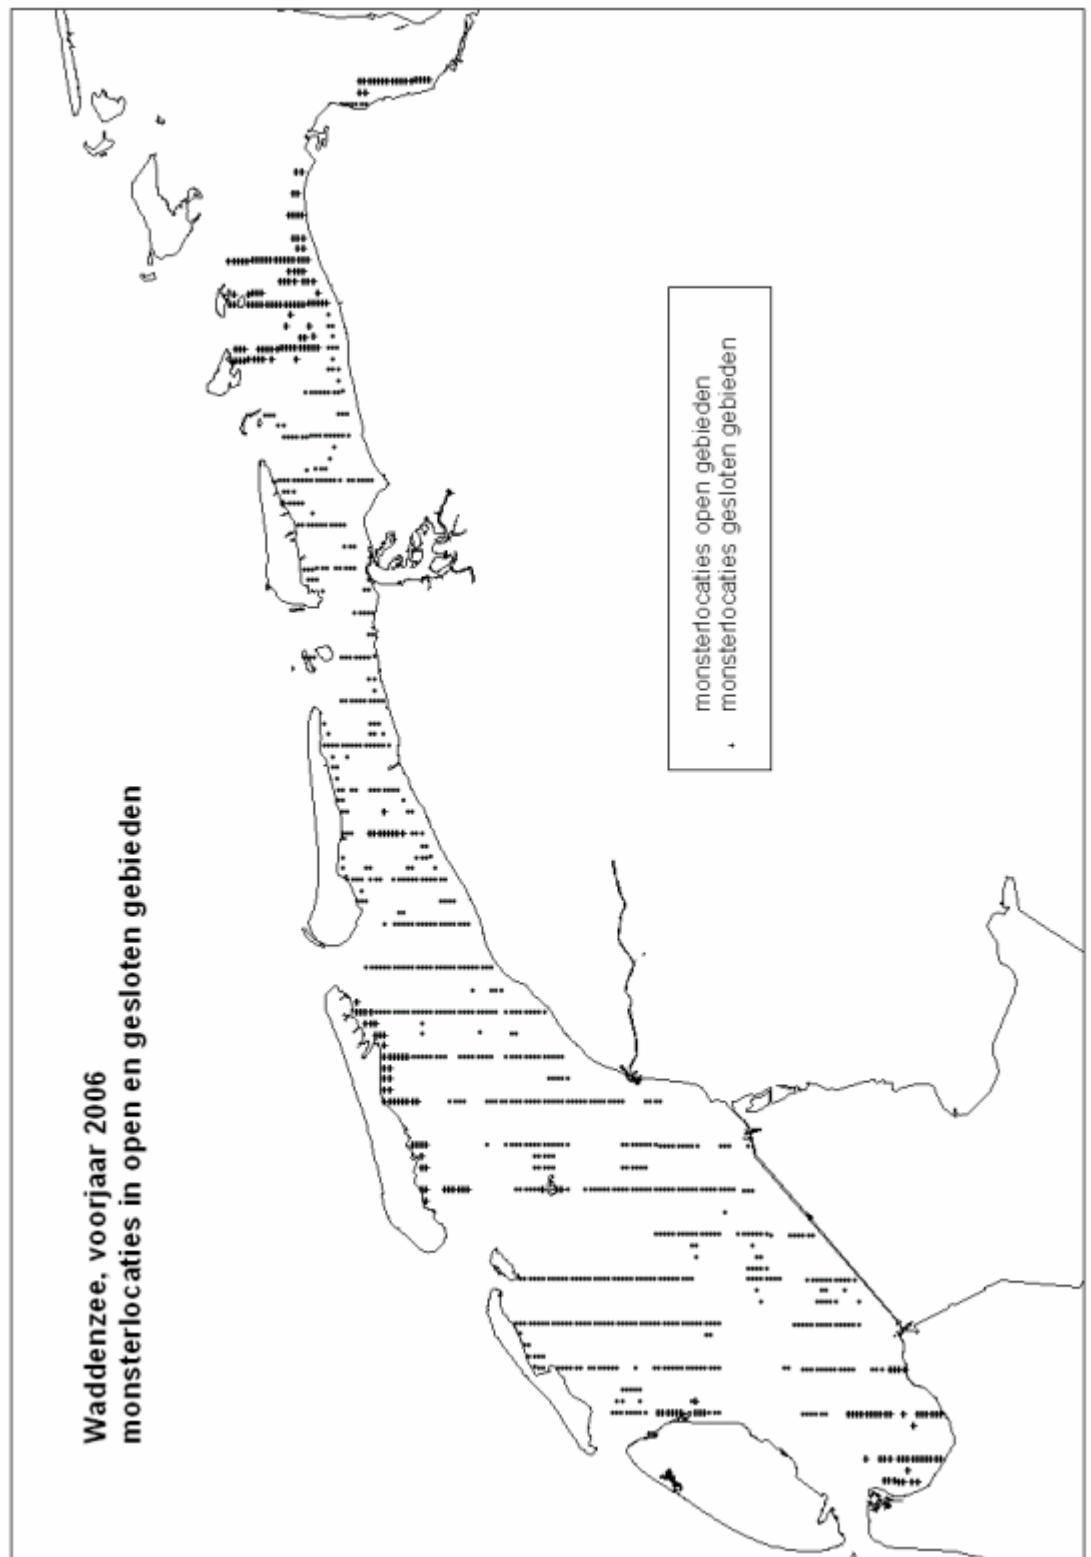 Waddenzee, voorjaar 2006
monsterlocaties in open en gesloten gebieden
monsterlocaties open gebieden
monsterlocaties gesloten gebieden